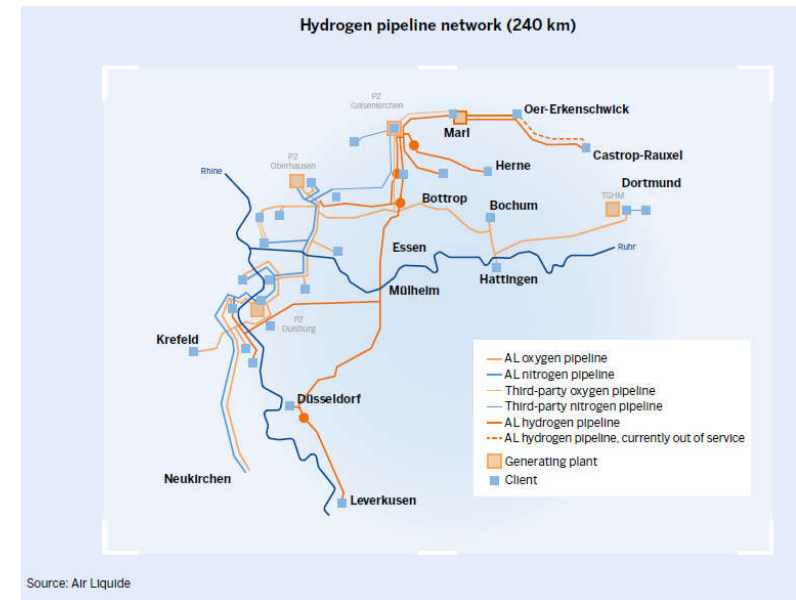 Hydrogen pipeline network (240 km)
PZ
Gelsenkirchen
Oer-Erkenschwick
Marl
Castrop-Rauxel
PZ
Oberhausen
Herne
Rhine
Dortmund
TGHM
Bottrop
Bochum
Essen
Ruhr
Hattingen
Mülheim
PZ
Duisburg
Krefeld
AL oxygen pipeline
AL nitrogen pipeline
Third-party oxygen pipeline
Third-party nitrogen pipeline
AL hydrogen pipeline
AL hydrogen pipeline, currently out of service
Generating plant
Client
Düsseldorf
Neukirchen
Leverkusen
Source: Air Liquide